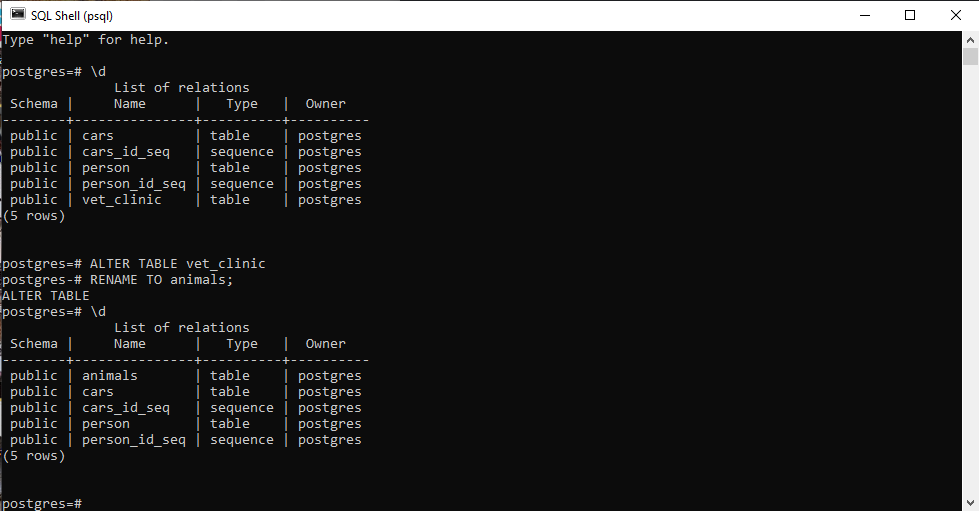 SQL Shell (psql)
Type "help" for help.
postgres=# \d
List of relations
 Schema |     Name      |   Type   |  Owner
--------+---------------+----------+----------
 public | cars          | table    | postgres
 public | cars_id_seq   | sequence | postgres
 public | person        | table    | postgres
 public | person_id_seq | sequence | postgres
 public | vet_clinic    | table    | postgres
(5 rows)
postgres=# ALTER TABLE vet_clinic
postgres-# RENAME TO animals;
ALTER TABLE
postgres=# \d
List of relations
 Schema |     Name      |   Type   |  Owner
--------+---------------+----------+----------
 public | animals       | table    | postgres
 public | cars          | table    | postgres
 public | cars_id_seq   | sequence | postgres
 public | person        | table    | postgres
 public | person_id_seq | sequence | postgres
(5 rows)
postgres=#